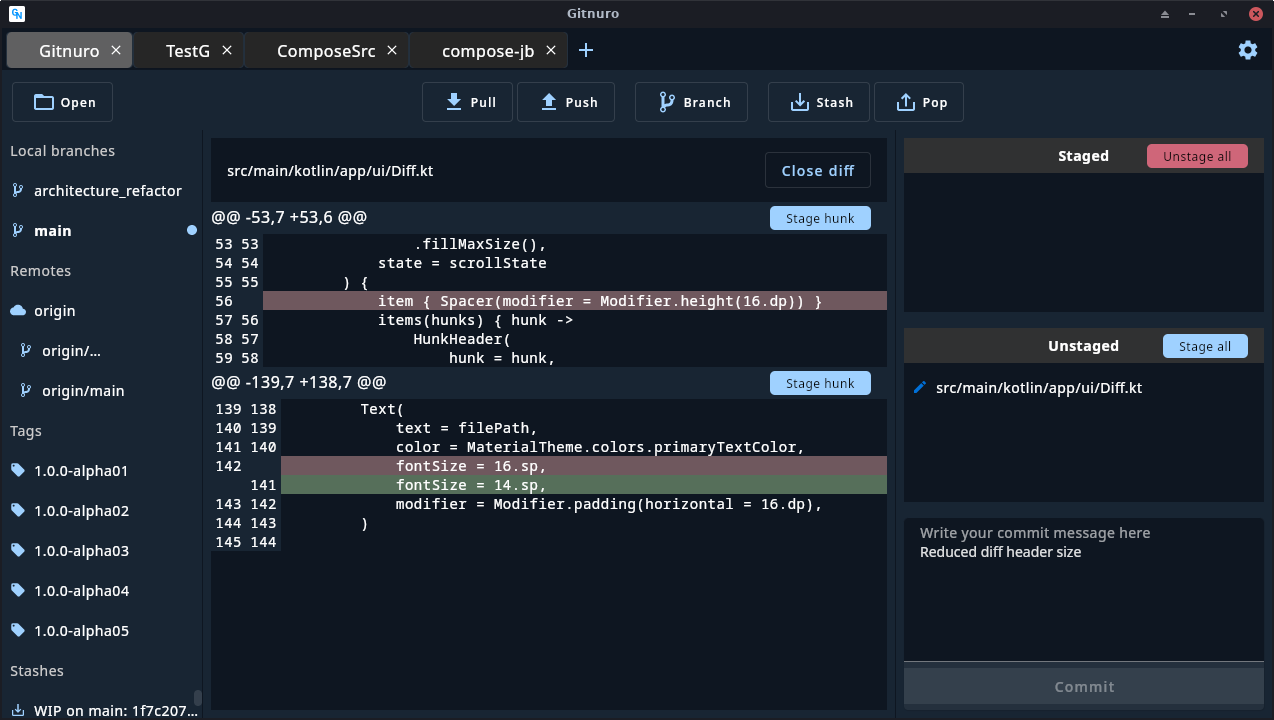 GN
Gitnuro
Gitnuro
TestG
ComposeSrc
compose-jb
Open
Pull
Push
Branch
Stash
Pop
Local branches
architecture_refactor
main
Remotes
origin
origin/...
origin/main
Tags
1.0.0-alpha01
1.0.0-alpha02
1.0.0-alpha03
1.0.0-alpha04
1.0.0-alpha05
Stashes
WIP on main: 1f7c207...
src/main/kotlin/app/ui/Diff.kt
Close diff
@@ -53,7 +53,6 @@
Stage hunk
53 53 .fillMaxSize(),
54 54 state = scrollState
55 55 ) {
56 item { Spacer(modifier = Modifier.height(16.dp)) }
57 56 items(hunks) { hunk ->
58 57 HunkHeader(
59 58 hunk = hunk,
@@ -139,7 +138,7 @@
Stage hunk
139 138 Text(
140 139 text = filePath,
141 140 color = MaterialTheme.colors.primaryTextColor,
142 fontSize = 16.sp,
141 fontSize = 14.sp,
143 142 modifier = Modifier.padding(horizontal = 16.dp),
144 143 )
145 144
Staged
Unstage all
Unstaged
Stage all
src/main/kotlin/app/ui/Diff.kt
Write your commit message here
Reduced diff header size
Commit